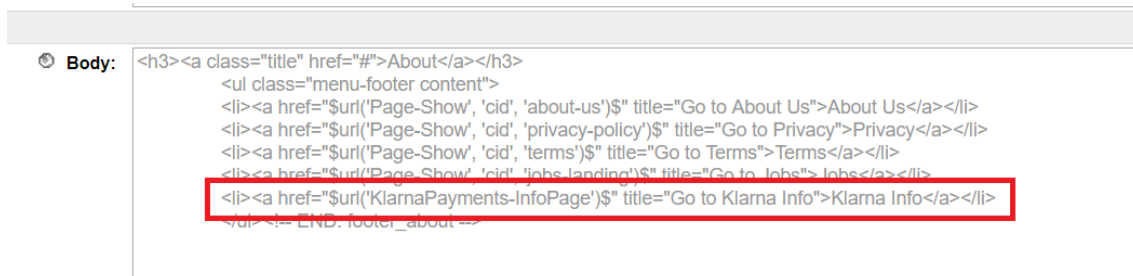 Body:
<h3><a class="title" href="#">About</a></h3>
<ul class="menu-footer content">
<li><a href="$url('Page-Show', 'cid', 'about-us')$" title="Go to About Us">About Us</a></li>
<li><a href="$url('Page-Show', 'cid', 'privacy-policy')$" title="Go to Privacy">Privacy</a></li>
<li><a href="$url('Page-Show', 'cid', 'terms')$" title="Go to Terms">Terms</a></li>
<li><a href="$url('Page-Show', 'cid', 'jobs-landing')$" title="Go to Jobs">Jobs</a></li>
<li><a href="$url('KlarnaPayments-InfoPage')$" title="Go to Klarna Info">Klarna Info</a></li>
</ul><!-- END: footer_about -->